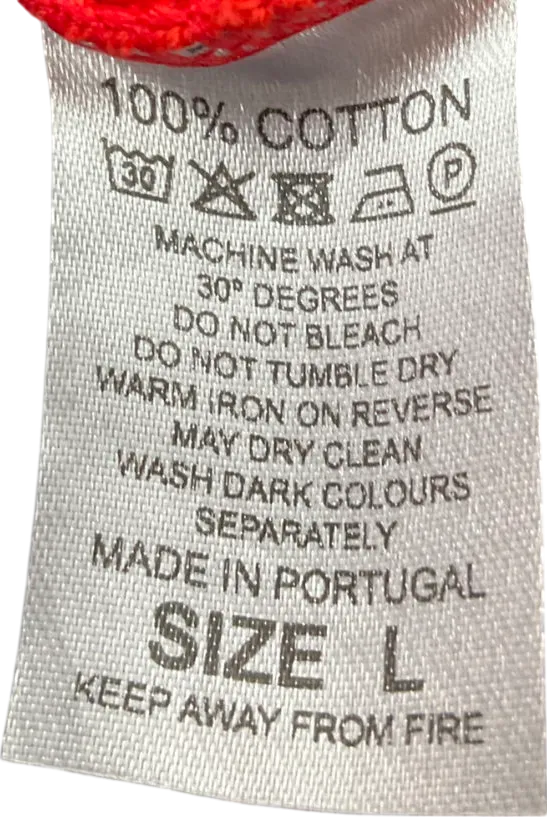 100% COTTON
30 P
MACHINE WASH AT
30° DEGREES
DO NOT BLEACH
DO NOT TUMBLE DRY
WARM IRON ON REVERSE
MAY DRY CLEAN
WASH DARK COLOURS
SEPARATELY
MADE IN PORTUGAL
SIZE L
KEEP AWAY FROM FIRE